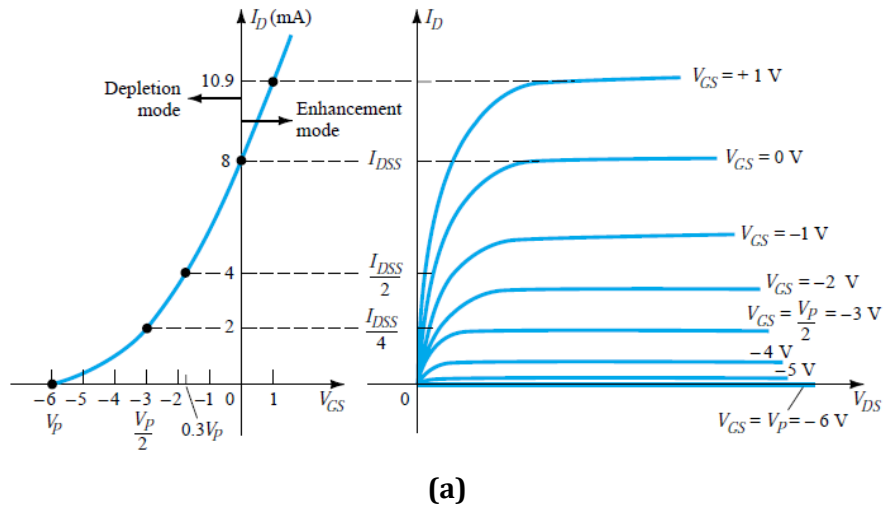 I_D (mA)
10.9
Depletion
mode
Enhancement
mode
8
4
2
−6 −5 −4 −3 −2 −1 0 1 V_GS
V_P
V_P/2
0.3V_P
I_D
I_DSS
I_DSS/2
I_DSS/4
V_GS = + 1 V
V_GS = 0 V
V_GS = −1 V
V_GS = −2 V
V_GS = V_P/2 = −3 V
−4 V
−5 V
0
V_DS
V_GS = V_P = −6 V
(a)